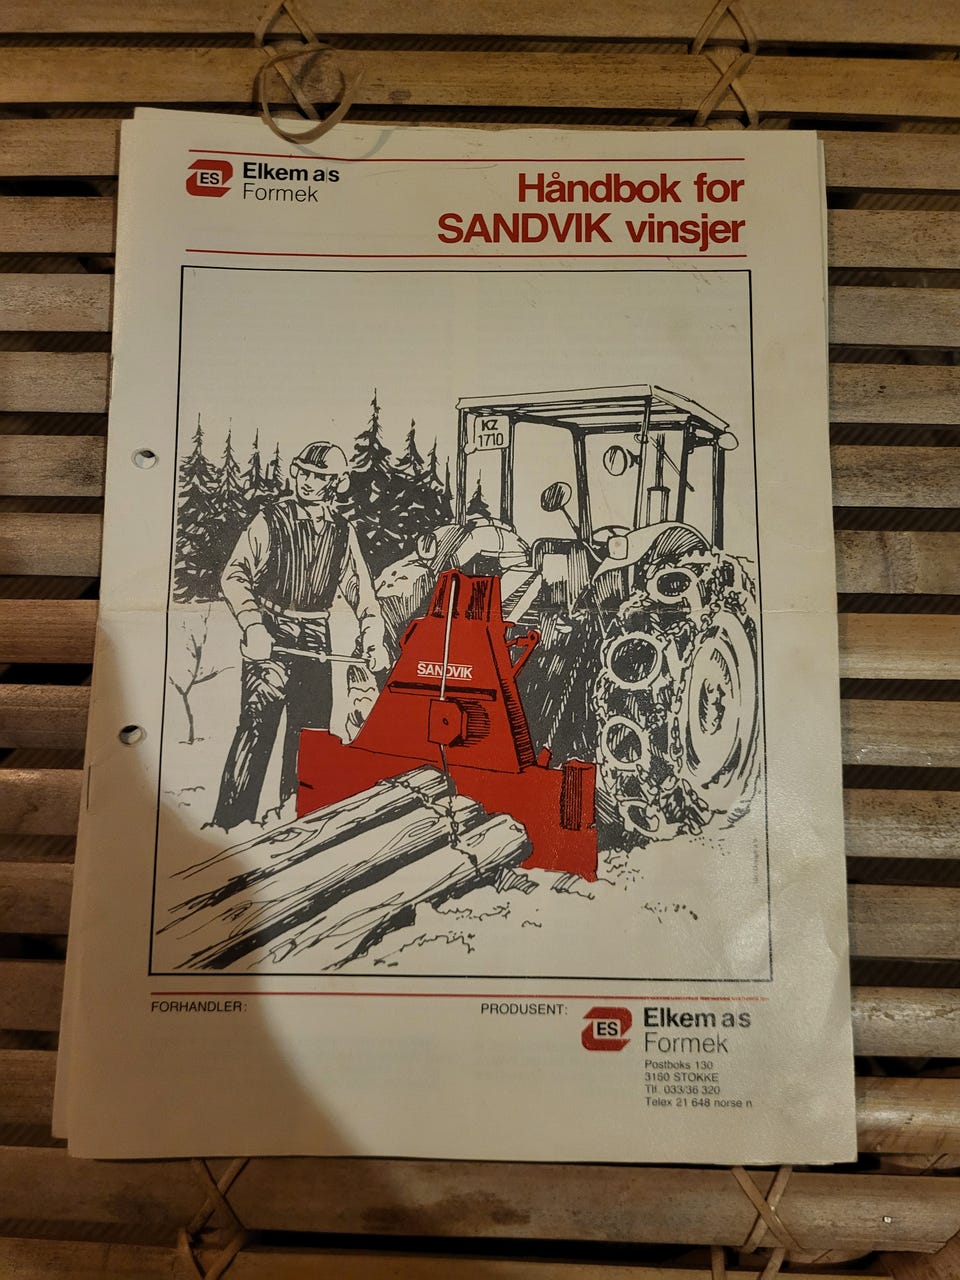 ES
Elkem a/s
Formek
Håndbok for
SANDVIK vinsjer
KZ
1710
SANDVIK
FORHANDLER:
PRODUSENT:
ES
Elkem a/s
Formek
Postboks 130
3160 STOKKE
Tlf. 033/36 320
Telex 21 648 norse n